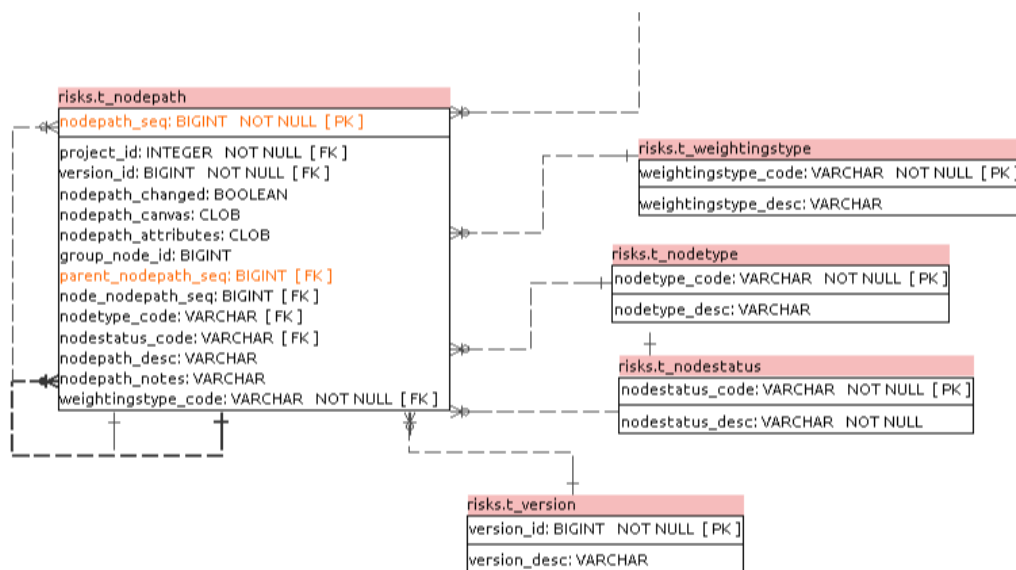 risks.t_nodepath
nodepath_seq: BIGINT NOT NULL [ PK ]
project_id: INTEGER NOT NULL [ FK ]
version_id: BIGINT NOT NULL [ FK ]
nodepath_changed: BOOLEAN
nodepath_canvas: CLOB
nodepath_attributes: CLOB
group_node_id: BIGINT
parent_nodepath_seq: BIGINT [ FK ]
node_nodepath_seq: BIGINT [ FK ]
nodetype_code: VARCHAR [ FK ]
nodestatus_code: VARCHAR [ FK ]
nodepath_desc: VARCHAR
nodepath_notes: VARCHAR
weightingstype_code: VARCHAR NOT NULL [ FK ]
risks.t_weightingstype
weightingstype_code: VARCHAR NOT NULL [ PK ]
weightingstype_desc: VARCHAR
risks.t_nodetype
nodetype_code: VARCHAR NOT NULL [ PK ]
nodetype_desc: VARCHAR
risks.t_nodestatus
nodestatus_code: VARCHAR NOT NULL [ PK ]
nodestatus_desc: VARCHAR NOT NULL
risks.t_version
version_id: BIGINT NOT NULL [ PK ]
version_desc: VARCHAR